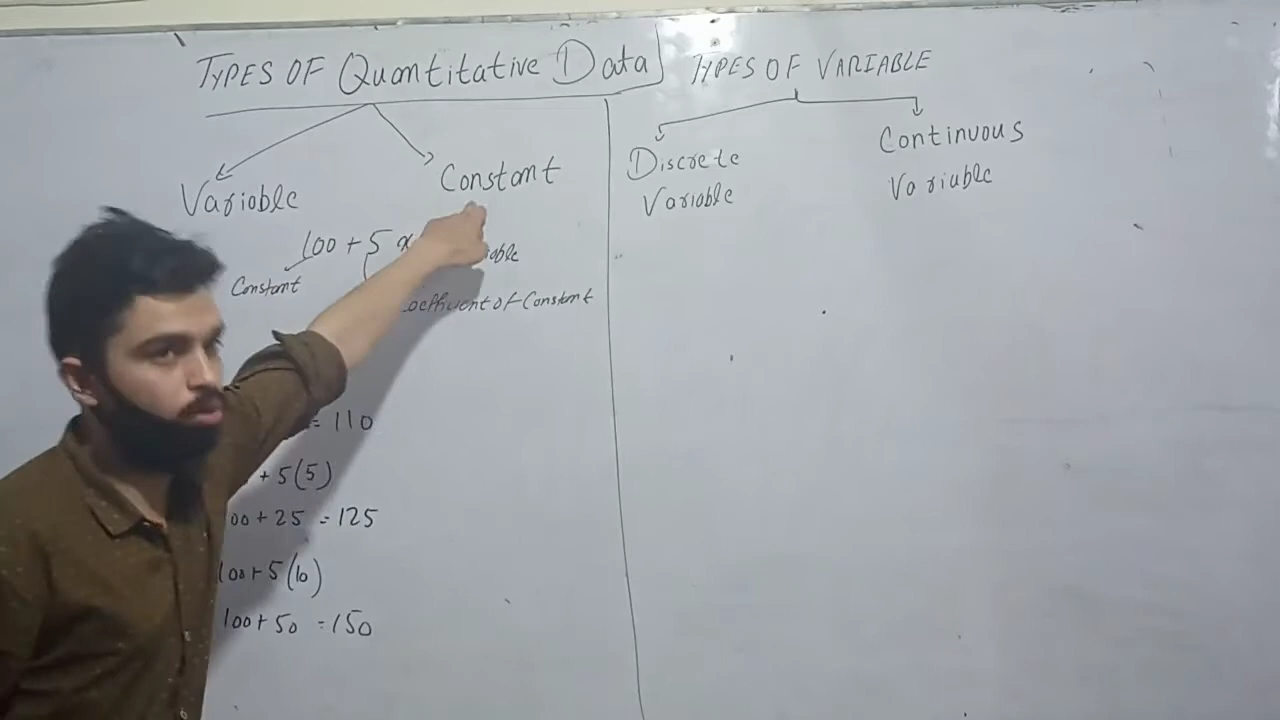 TYPES OF Quantitative Data
Variable
Constant
100 + 5 x
Constant
Coefficient of Constant
= 110
+ 5(5)
100 + 25 = 125
100 + 5(10)
100 + 50 = 150
TYPES OF VARIABLE
Discrete
Variable
Continuous
Variable